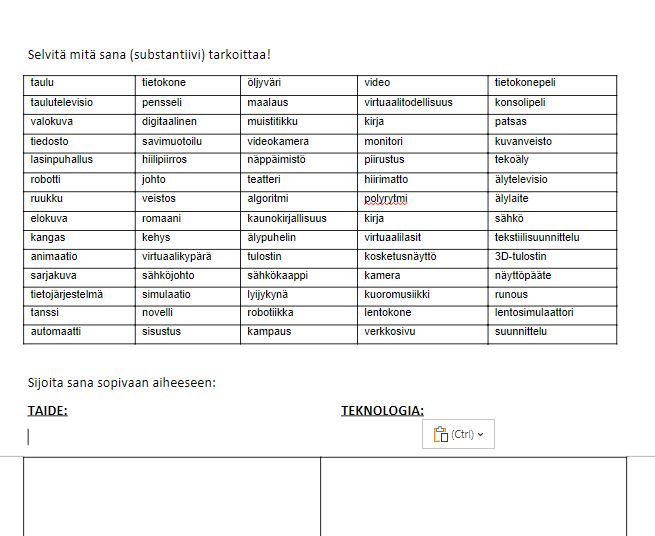 Selvitä mitä sana (substantiivi) tarkoittaa!
taulu tietokone öljyväri video tietokonepeli
taulutelevisio pensseli maalaus virtuaalitodellisuus konsolipeli
valokuva digitaalinen muistitikku kirja patsas
tiedosto savimuotoilu videokamera monitori kuvanveisto
lasinpuhallus hiilipiirros näppäimistö piirustus tekoäly
robotti johto teatteri hiirimatto älytelevisio
ruukku veistos algoritmi polyrytmi älylaite
elokuva romaani kaunokirjallisuus kirja sähkö
kangas kehys älypuhelin virtuaalilasit tekstiilisuunnittelu
animaatio virtuaalikypärä tulostin kosketusnäyttö 3D-tulostin
sarjakuva sähköjohto sähkökaappi kamera näyttöpääte
tietojärjestelmä simulaatio lyijykynä kuoromusiikki runous
tanssi novelli robotiikka lentokone lentosimulaattori
automaatti sisustus kampaus verkkosivu suunnittelu
Sijoita sana sopivaan aiheeseen:
TAIDE: TEKNOLOGIA:
(Ctrl)